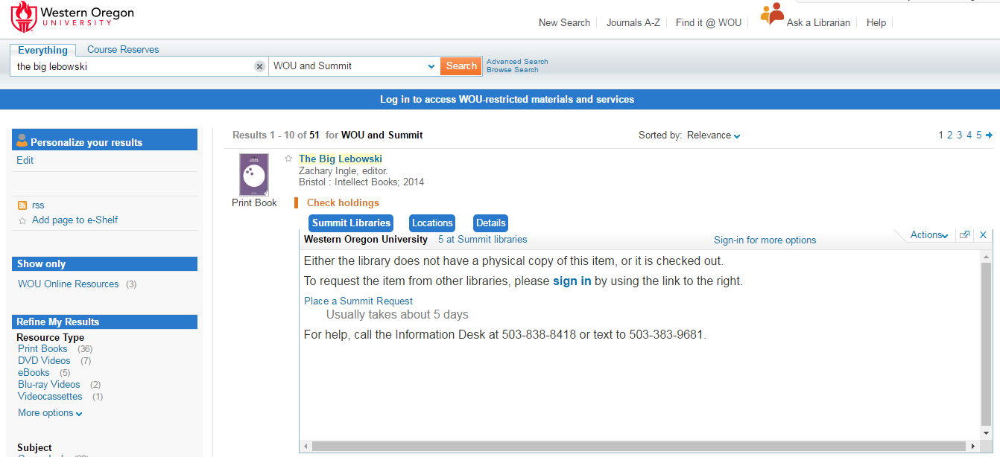 Western Oregon
UNIVERSITY
New Search
Journals A-Z
Find it @ WOU
Ask a Librarian
Help
Everything
Course Reserves
the big lebowski
WOU and Summit
Search
Advanced Search
Browse Search
Log in to access WOU-restricted materials and services
Personalize your results
Edit
rss
Add page to e-Shelf
Show only
WOU Online Resources (3)
Refine My Results
Resource Type
Print Books (36)
DVD Videos (7)
eBooks (5)
Blu-ray Videos (2)
Videocassettes (1)
More options
Subject
Results 1 - 10 of 51 for WOU and Summit
Sorted by: Relevance
1 2 3 4 5
The Big Lebowski
Zachary Ingle, editor.
Bristol : Intellect Books; 2014
Print Book
Check holdings
Summit Libraries
Locations
Details
Western Oregon University 5 at Summit libraries
Sign-in for more options
Actions
X
Either the library does not have a physical copy of this item, or it is checked out.
To request the item from other libraries, please sign in by using the link to the right.
Place a Summit Request
Usually takes about 5 days
For help, call the Information Desk at 503-838-8418 or text to 503-383-9681.